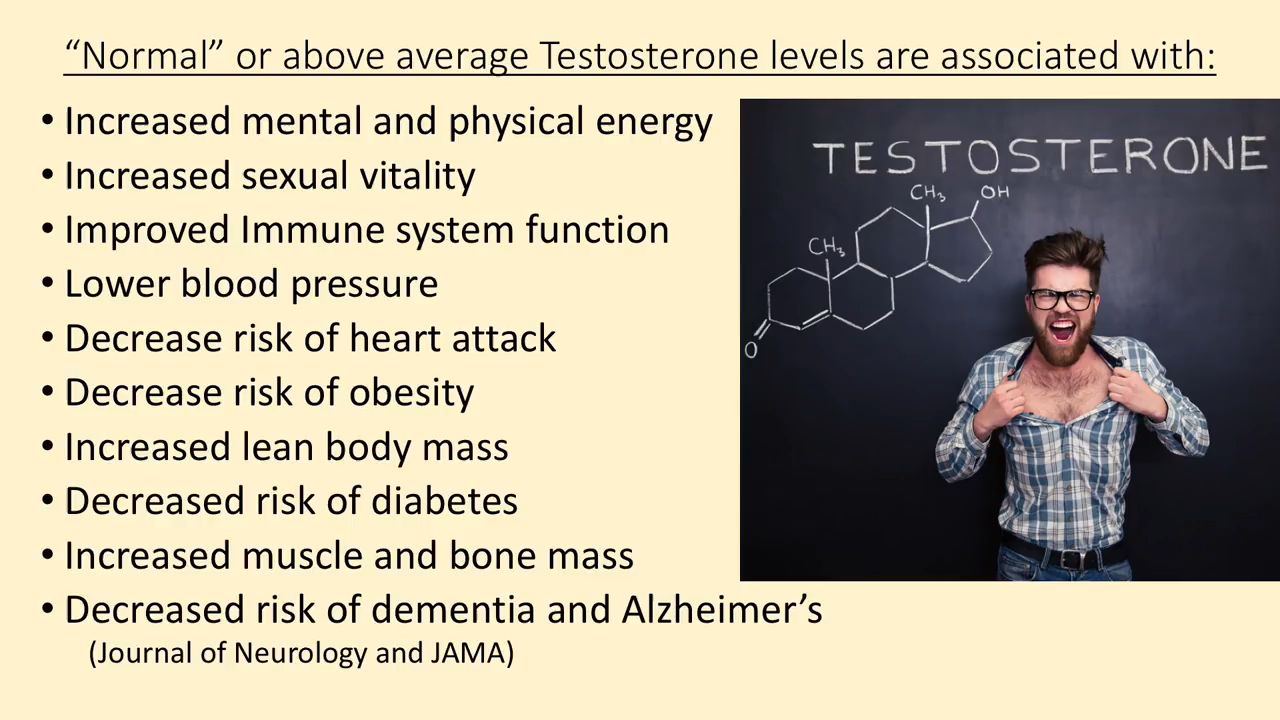 “Normal” or above average Testosterone levels are associated with:
• Increased mental and physical energy
• Increased sexual vitality
• Improved Immune system function
• Lower blood pressure
• Decrease risk of heart attack
• Decrease risk of obesity
• Increased lean body mass
• Decreased risk of diabetes
• Increased muscle and bone mass
• Decreased risk of dementia and Alzheimer’s
(Journal of Neurology and JAMA)
TESTOSTERONE
CH₃ OH
CH₃
O